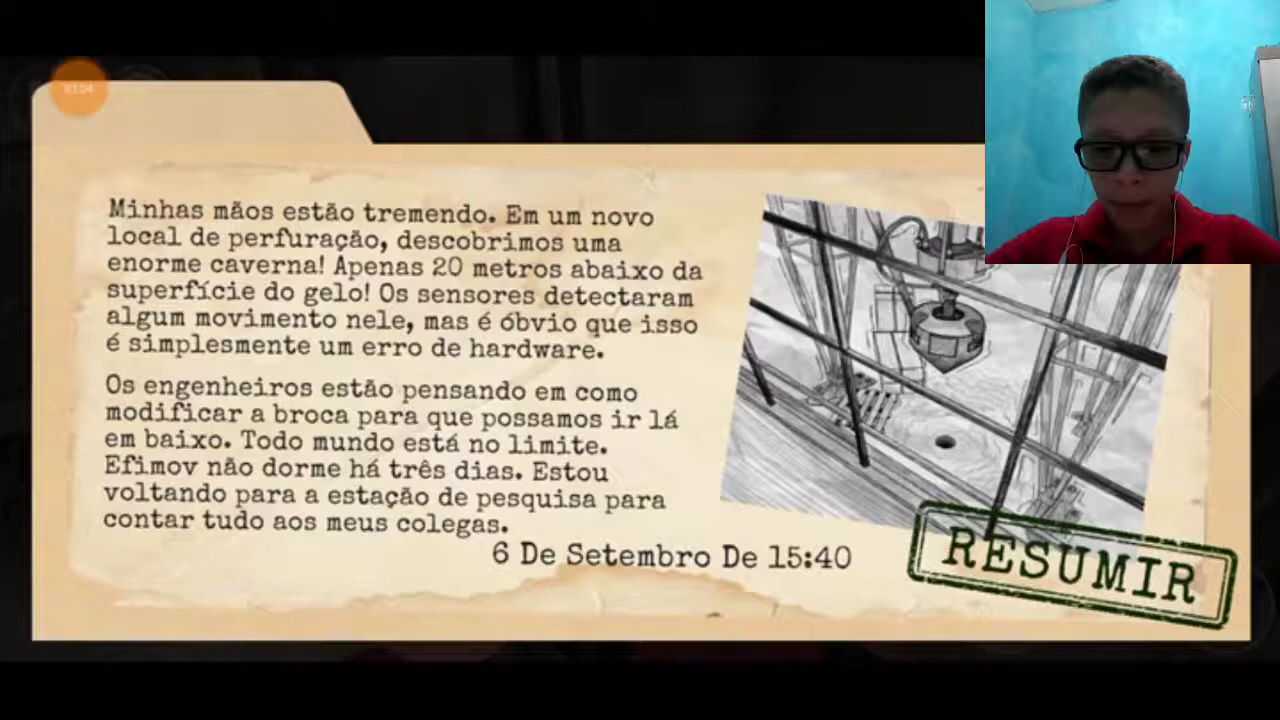 03:04
Minhas mãos estão tremendo. Em um novo
local de perfuração, descobrimos uma
enorme caverna! Apenas 20 metros abaixo da
superfície do gelo! Os sensores detectaram
algum movimento nele, mas é óbvio que isso
é simplesmente um erro de hardware.
Os engenheiros estão pensando em como
modificar a broca para que possamos ir lá
em baixo. Todo mundo está no limite.
Efimov não dorme há três dias. Estou
voltando para a estação de pesquisa para
contar tudo aos meus colegas.
6 De Setembro De 15:40
RESUMIR